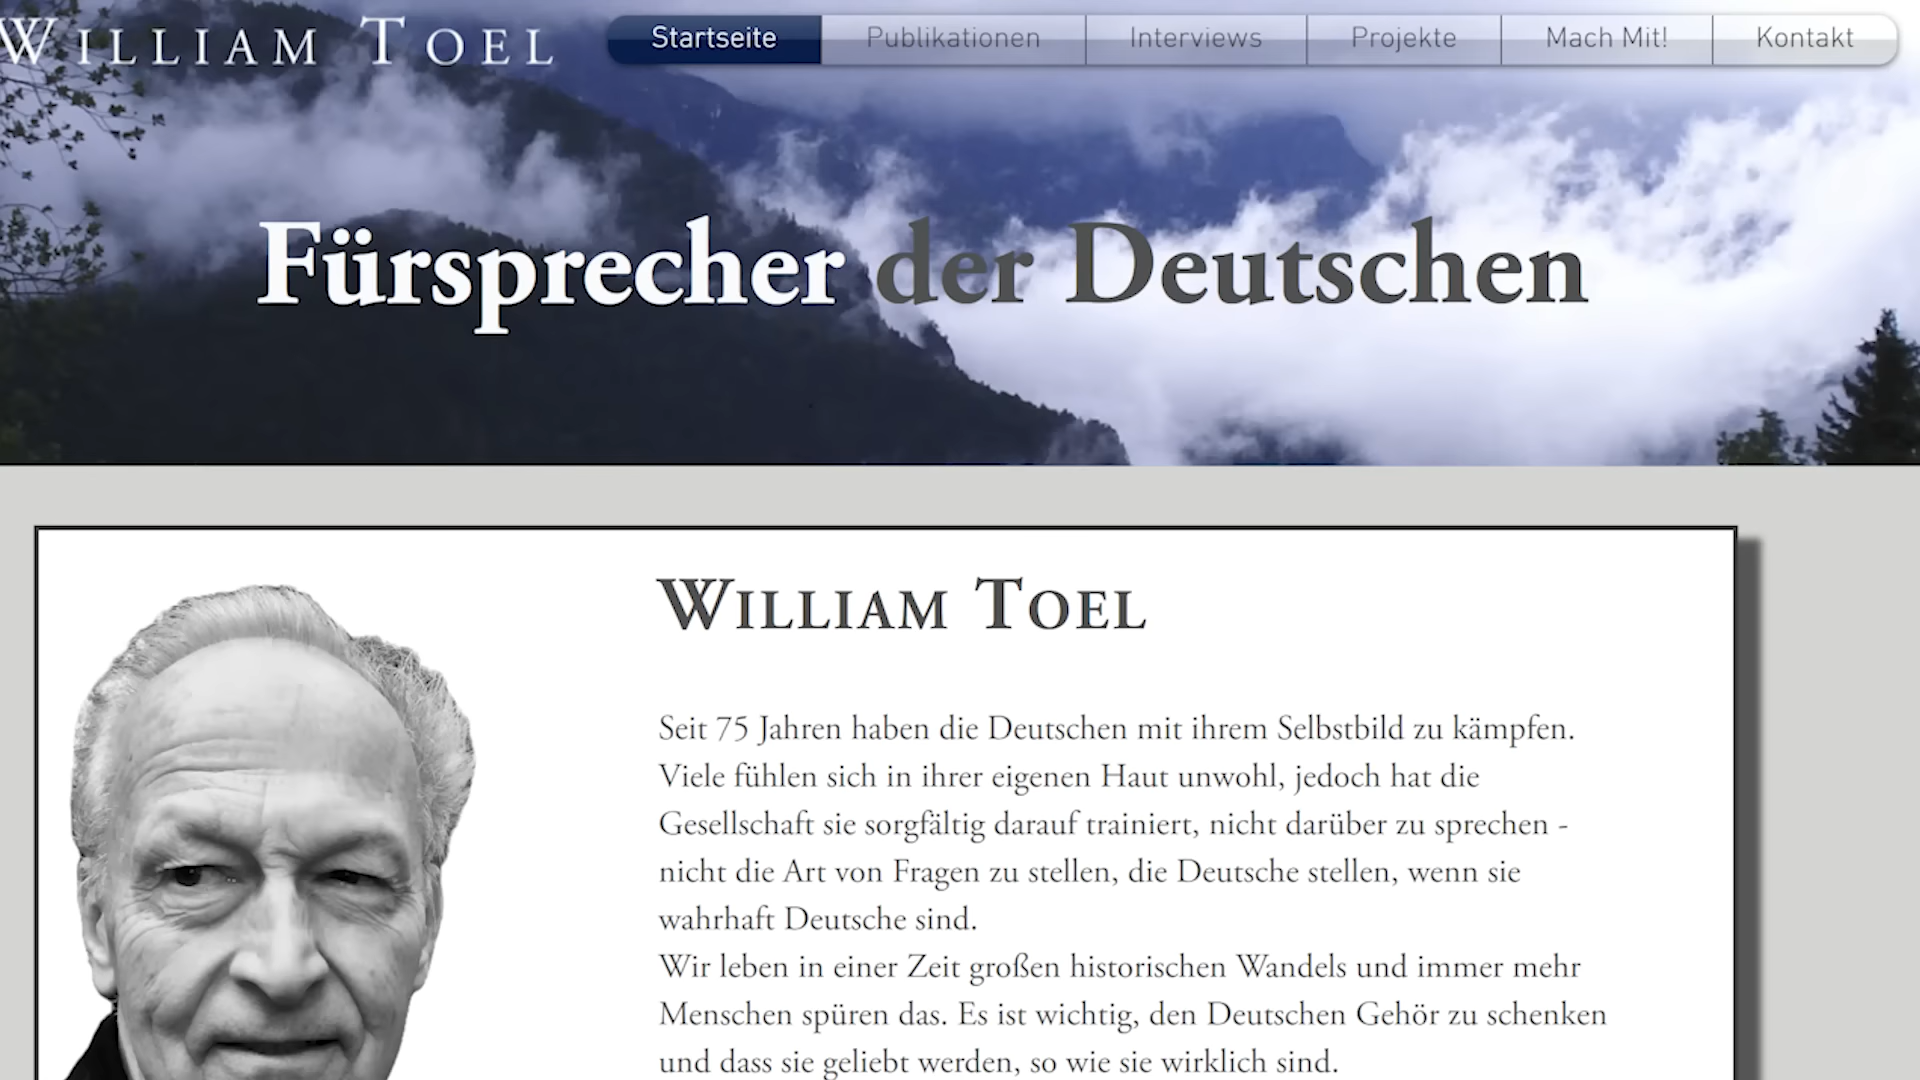 WILLIAM TOEL
Startseite Publikationen Interviews Projekte Mach Mit! Kontakt
Fürsprecher der Deutschen
WILLIAM TOEL
Seit 75 Jahren haben die Deutschen mit ihrem Selbstbild zu kämpfen.
Viele fühlen sich in ihrer eigenen Haut unwohl, jedoch hat die
Gesellschaft sie sorgfältig darauf trainiert, nicht darüber zu sprechen -
nicht die Art von Fragen zu stellen, die Deutsche stellen, wenn sie
wahrhaft Deutsche sind.
Wir leben in einer Zeit großen historischen Wandels und immer mehr
Menschen spüren das. Es ist wichtig, den Deutschen Gehör zu schenken
und dass sie geliebt werden, so wie sie wirklich sind.